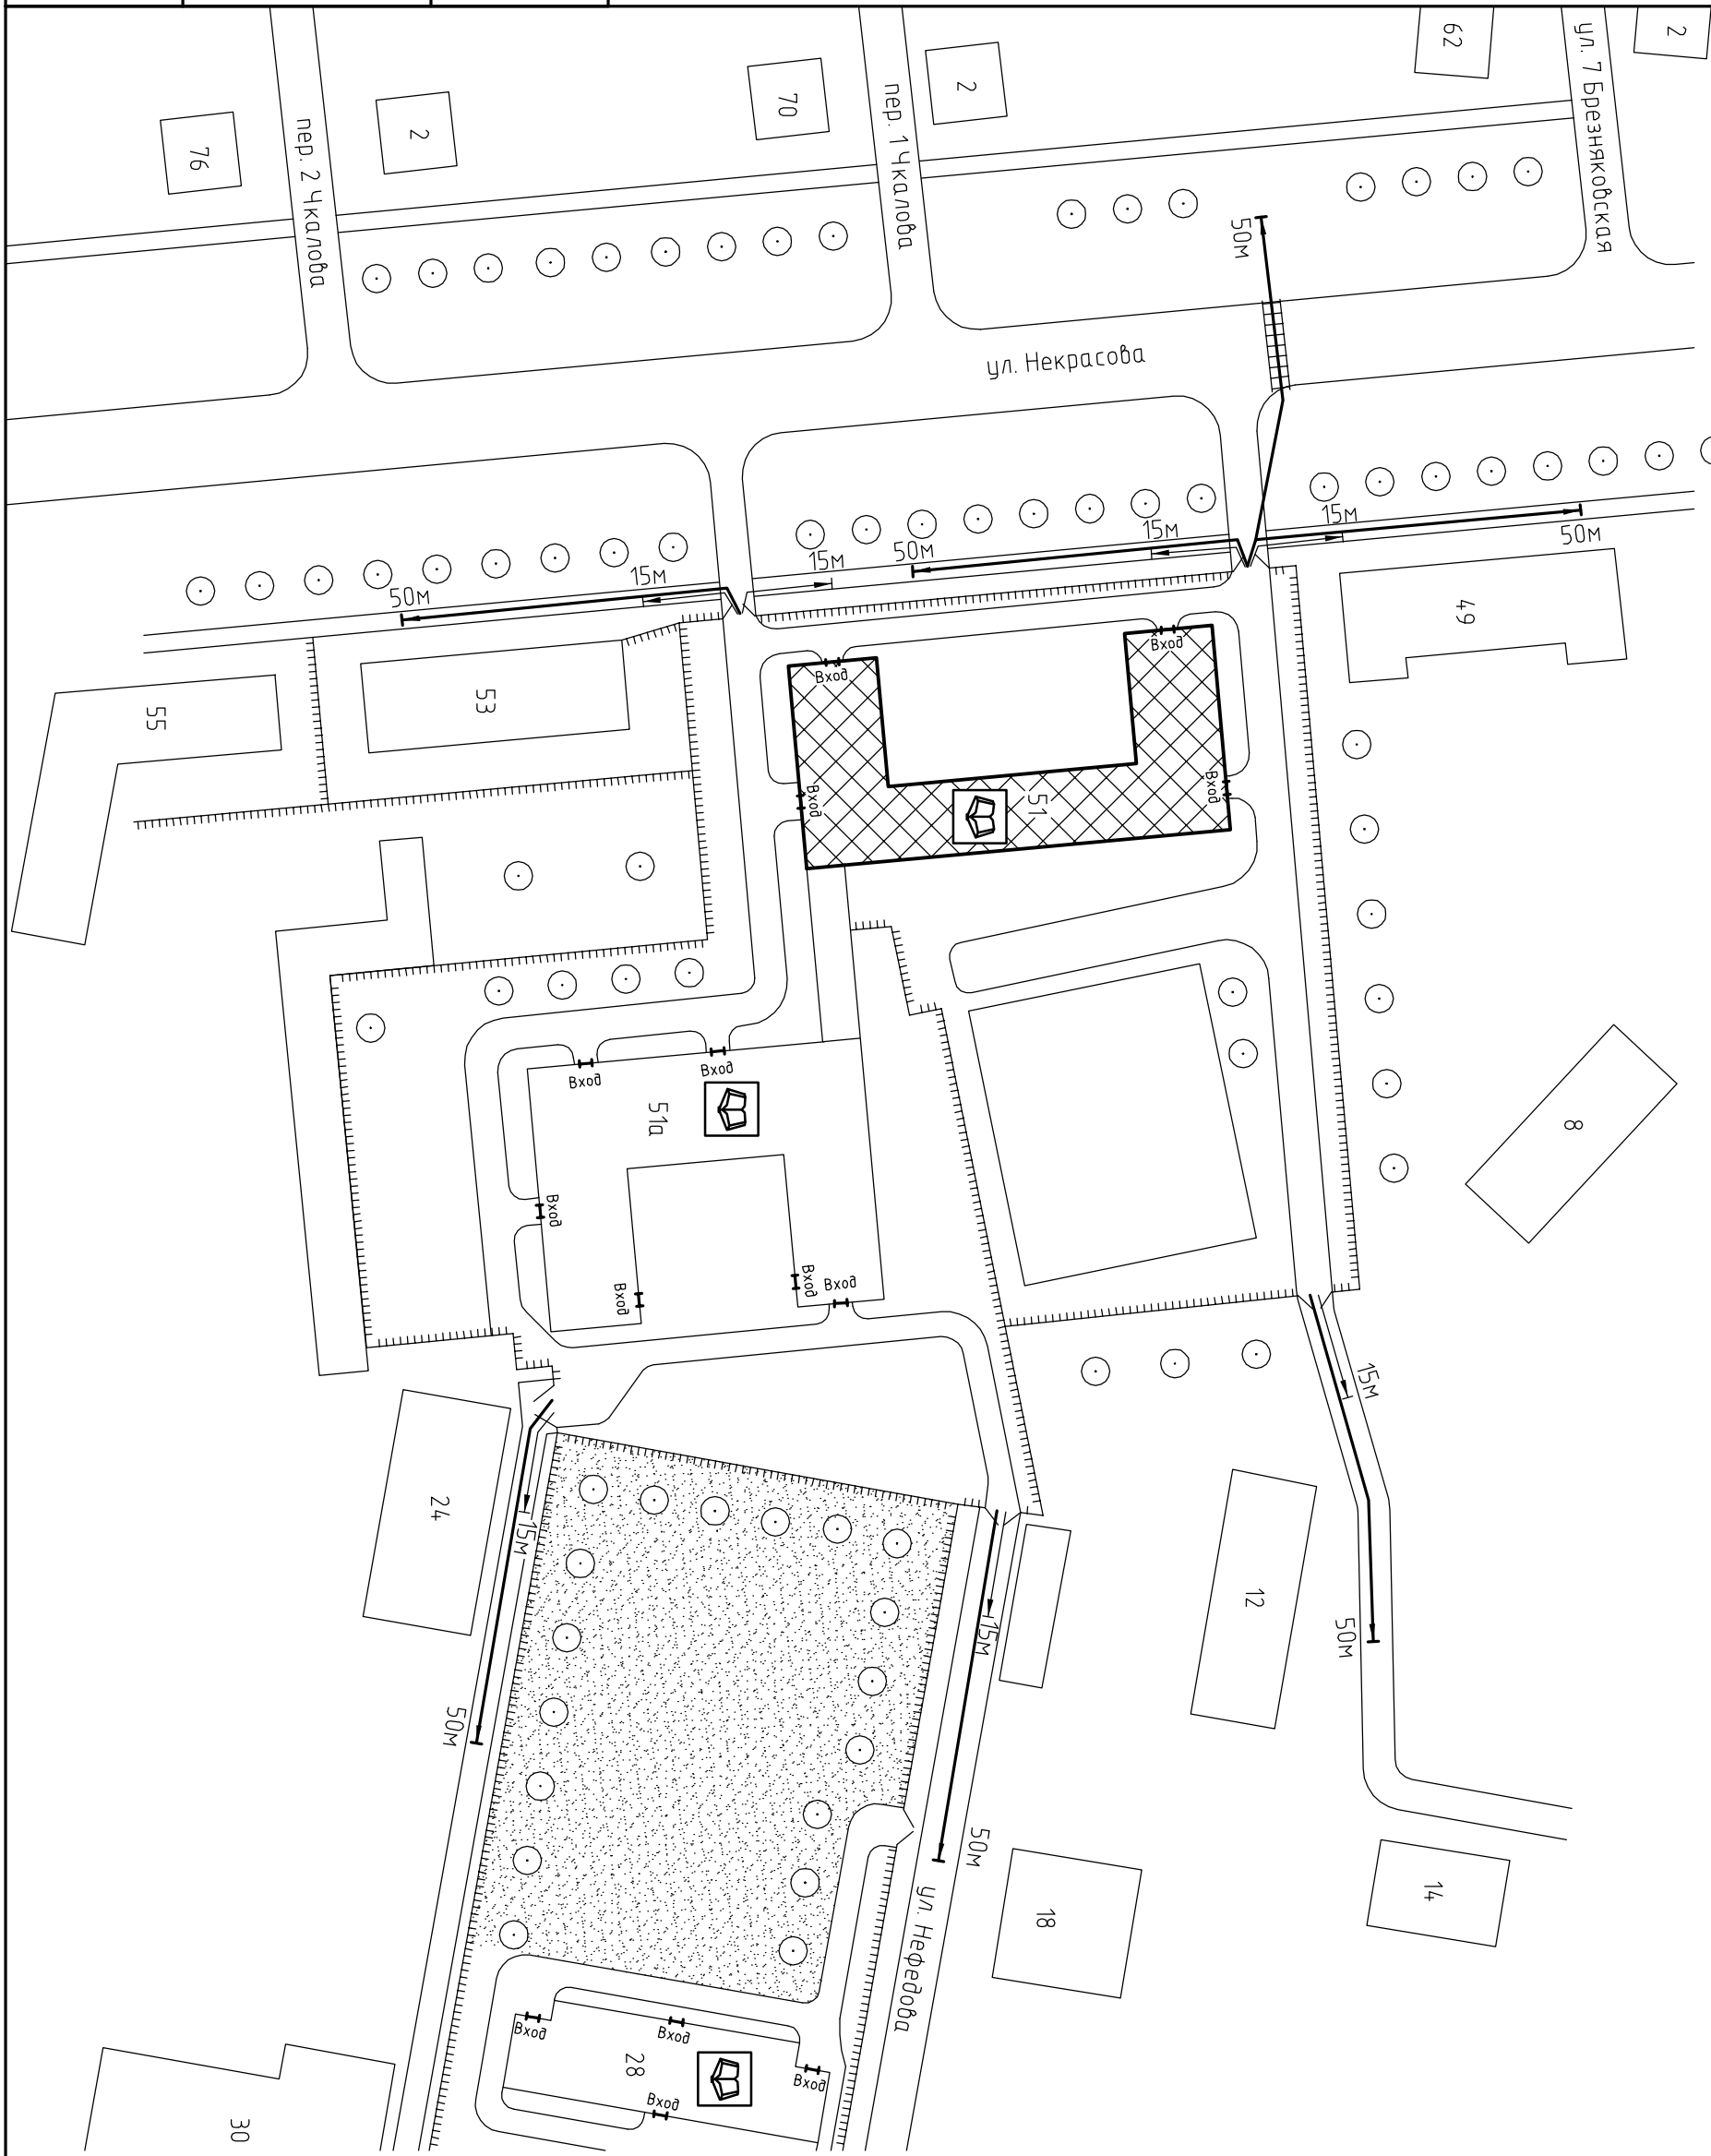 62
2
ул. 7 Брезняковская
2
70
пер. 1 Чкалова
2
76
пер. 2 Чкалова
50м
ул. Некрасова
15м
50м
15м
50м
15м
15м
50м
49
Вход
Вход
53
55
Вход
Вход
51
Вход
Вход
51а
8
Вход
Вход
Вход
Вход
15м
24
15м
12
15м
50м
50м
50м
ул. Нефедова
14
18
Вход
Вход
28
Вход
Вход
30